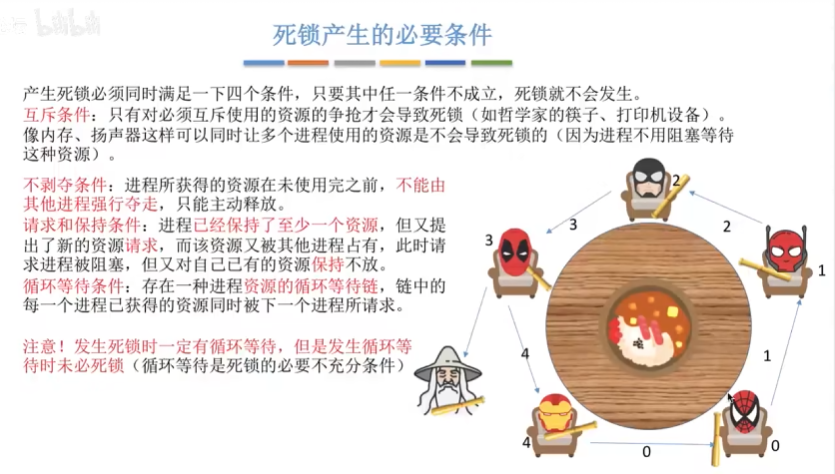 bilibili
死锁产生的必要条件
产生死锁必须同时满足一下四个条件，只要其中任一条件不成立，死锁就不会发生。
互斥条件：只有对必须互斥使用的资源的争抢才会导致死锁（如哲学家的筷子、打印机设备）。
像内存、扬声器这样可以同时让多个进程使用的资源是不会导致死锁的（因为进程不用阻塞等待
这种资源）。
不剥夺条件：进程所获得的资源在未使用完之前，不能由
其他进程强行夺走，只能主动释放。
请求和保持条件：进程已经保持了至少一个资源，但又提
出了新的资源请求，而该资源又被其他进程占有，此时请
求进程被阻塞，但又对自己已有的资源保持不放。
循环等待条件：存在一种进程资源的循环等待链，链中的
每一个进程已获得的资源同时被下一个进程所请求。
注意！发生死锁时一定有循环等待，但是发生循环等
待时未必死锁（循环等待是死锁的必要不充分条件）
2
3
2
3
1
4
1
4
0
0